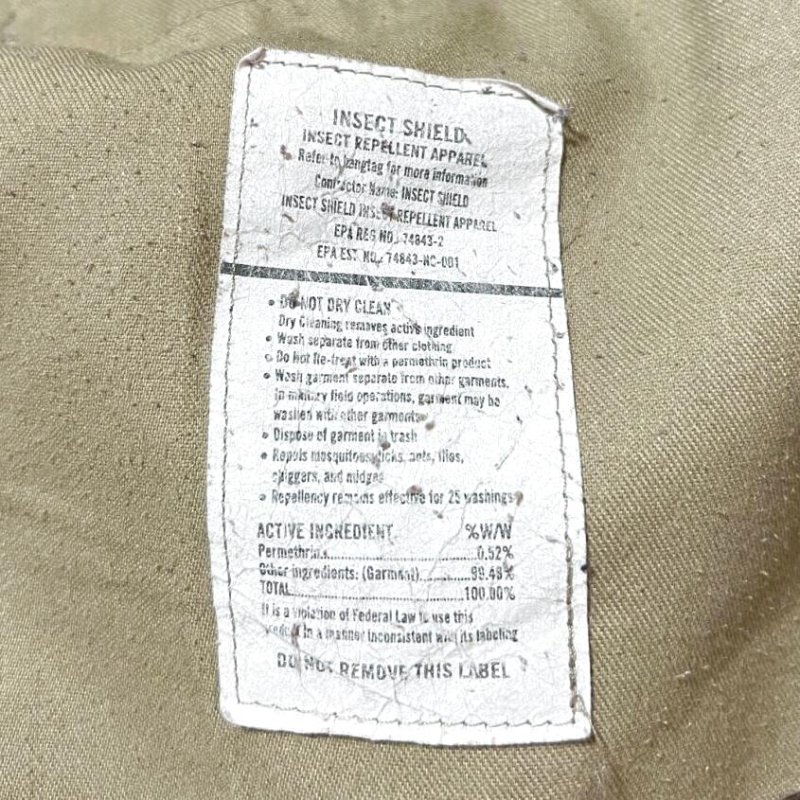 INSECT SHIELD
INSECT REPELLENT APPAREL
Refer to hangtag for more information
Contractor Name: INSECT SHIELD
INSECT SHIELD INSECT REPELLENT APPAREL
EPA REG NO.: 74843-2
EPA EST. NO.: 74843-NC-001
• DO NOT DRY CLEAN
Dry Cleaning removes active ingredient
• Wash separate from other clothing
• Do Not Re-treat with a permethrin product
• Wash garment separate from other garments.
In military field operations, garment may be
washed with other garments
• Dispose of garment in trash
• Repels mosquitoes, ticks, ants, flies,
chiggers, and midges
• Repellency remains effective for 25 washings
ACTIVE INGREDIENT %W/W
Permethrin..........................0.52%
Other ingredients: (Garment)..........99.48%
TOTAL..............................100.00%
It is a violation of Federal Law to use this
product in a manner inconsistent with its labeling
DO NOT REMOVE THIS LABEL